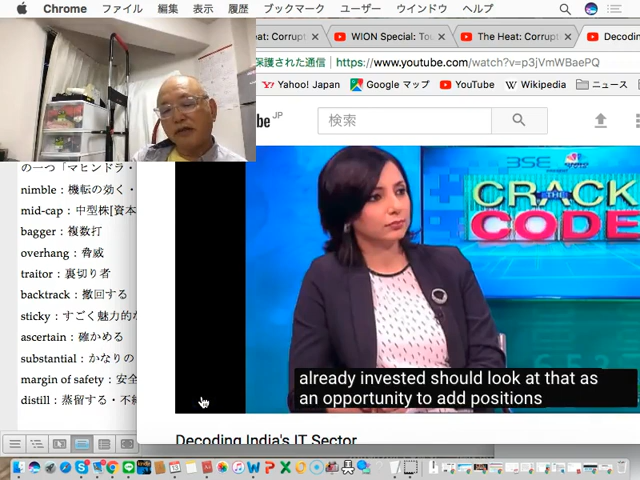 Chrome ファイル 編集 表示 履歴 ブックマーク ユーザー ウインドウ ヘルプ
eat: Corrupt
WION Special: Tou
The Heat: Corrupt
Decodin
保護された通信 https://www.youtube.com/watch?v=p3jVmWBaePQ
Yahoo! Japan Google マップ YouTube Wikipedia ニュース
JP
検索
BSE
CRACK
THE
CODE
already invested should look at that as
an opportunity to add positions
Decoding India's IT Sector
の一つ「マヒンドラ・
nimble：機転の効く・
mid-cap：中型株[資本
bagger：複数打
overhang：脅威
traitor：裏切り者
backtrack：撤回する
sticky：すごく魅力的な
ascertain：確かめる
substantial：かなりの
margin of safety：安全
distill：蒸留する・不純